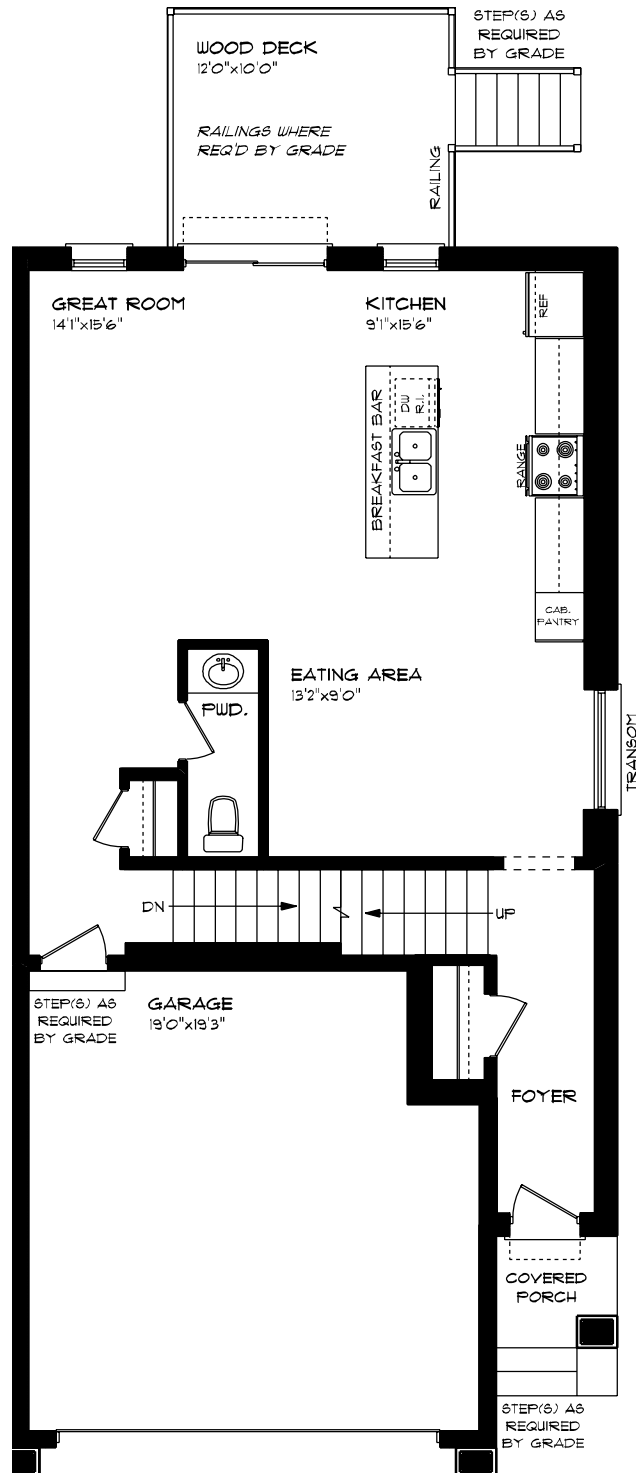 STEP(S) AS
REQUIRED
BY GRADE
WOOD DECK
12'0"x10'0"
RAILINGS WHERE
REQ'D BY GRADE
RAILING
GREAT ROOM
14'1"x15'6"
KITCHEN
9'1"x15'6"
REF
BREAKFAST BAR
DW
R.I.
RANGE
CAB.
PANTRY
EATING AREA
13'2"x9'0"
PWD.
TRANSOM
DN
UP
STEP(S) AS
REQUIRED
BY GRADE
GARAGE
19'0"x19'3"
FOYER
COVERED
PORCH
STEP(S) AS
REQUIRED
BY GRADE